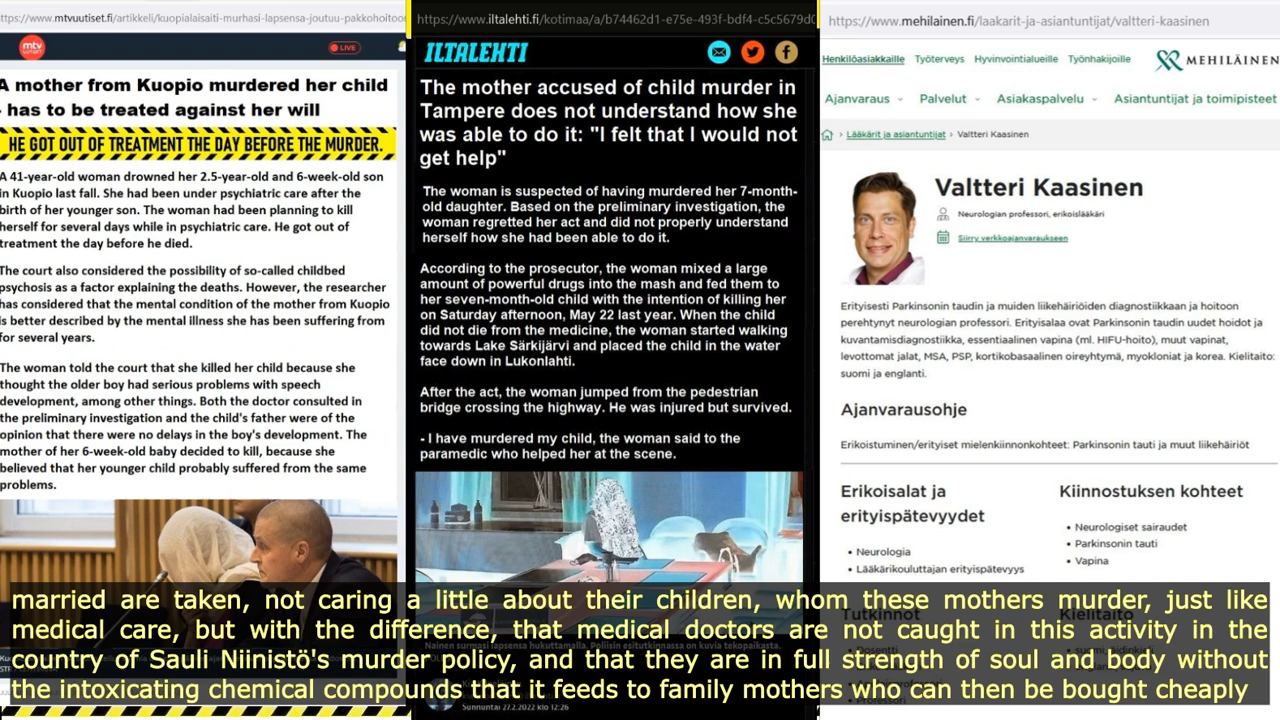 https://www.mtvuutiset.fi/artikkeli/kuopialaisaiti-murhasi-lapsensa-joutuu-pakkohoitoon
mtv
LIVE
A mother from Kuopio murdered her child
- has to be treated against her will
HE GOT OUT OF TREATMENT THE DAY BEFORE THE MURDER.
A 41-year-old woman drowned her 2.5-year-old and 6-week-old son
in Kuopio last fall. She had been under psychiatric care after the
birth of her younger son. The woman had been planning to kill
herself for several days while in psychiatric care. He got out of
treatment the day before he died.
The court also considered the possibility of so-called childbed
psychosis as a factor explaining the deaths. However, the researcher
has considered that the mental condition of the mother from Kuopio
is better described by the mental illness she has been suffering from
for several years.
The woman told the court that she killed her child because she
thought the older boy had serious problems with speech
development, among other things. Both the doctor consulted in
the preliminary investigation and the child's father were of the
opinion that there were no delays in the boy's development. The
mother of her 6-week-old baby decided to kill, because she
believed that her younger child probably suffered from the same
problems.
https://www.iltalehti.fi/kotimaa/a/b74462d1-e75e-493f-bdf4-c5c5679d0
ILTALEHTI
The mother accused of child murder in
Tampere does not understand how she
was able to do it: "I felt that I would not
get help"
The woman is suspected of having murdered her 7-month-
old daughter. Based on the preliminary investigation, the
woman regretted her act and did not properly understand
herself how she had been able to do it.
According to the prosecutor, the woman mixed a large
amount of powerful drugs into the mash and fed them to
her seven-month-old child with the intention of killing her
on Saturday afternoon, May 22 last year. When the child
did not die from the medicine, the woman started walking
towards Lake Särkijärvi and placed the child in the water
face down in Lukonlahti.
After the act, the woman jumped from the pedestrian
bridge crossing the highway. He was injured but survived.
- I have murdered my child, the woman said to the
paramedic who helped her at the scene.
Nainen surmasi lapsensa hukuttamalla. Poliisin esitutkinnassa on kuvia tekopaikasta.
Sunnuntai 27.2.2022 klo 12:26
https://www.mehilainen.fi/laakarit-ja-asiantuntijat/valtteri-kaasinen
Henkilöasiakkaille Työterveys Hyvinvointialueille Työnhakijoille
MEHILÄINEN
Ajanvaraus Palvelut Asiakaspalvelu Asiantuntijat ja toimipisteet
> Lääkärit ja asiantuntijat > Valtteri Kaasinen
Valtteri Kaasinen
Neurologian professori, erikoislääkäri
Siirry verkkoajanvaraukseen
Erityisesti Parkinsonin taudin ja muiden liikehäiriöiden diagnostiikkaan ja hoitoon
perehtynyt neurologian professori. Erityisalaa ovat Parkinsonin taudin uudet hoidot ja
kuvantamisdiagnostiikka, essentiaalinen vapina (ml. HIFU-hoito), muut vapinat,
levottomat jalat, MSA, PSP, kortikobasaalinen oireyhtymä, myokloniat ja korea. Kielitaito:
suomi ja englanti.
Ajanvarausohje
Erikoistuminen/erityiset mielenkiinnonkohteet: Parkinsonin tauti ja muut liikehäiriöt
Erikoisalat ja
erityispätevyydet
• Neurologia
• Lääkärikouluttajan erityispätevyys
Kiinnostuksen kohteet
• Neurologiset sairaudet
• Parkinsonin tauti
• Vapina
Tutkinnot
Kielitaito
married are taken, not caring a little about their children, whom these mothers murder, just like
medical care, but with the difference, that medical doctors are not caught in this activity in the
country of Sauli Niinistö's murder policy, and that they are in full strength of soul and body without
the intoxicating chemical compounds that it feeds to family mothers who can then be bought cheaply